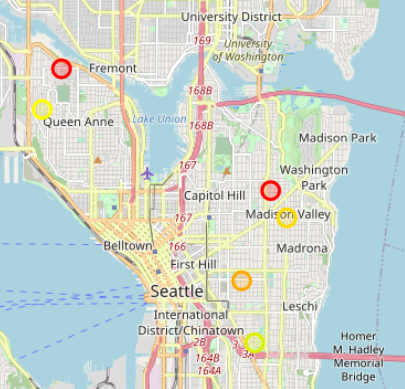 University District
169
University
of Washington
Fremont
168B
Queen Anne
Lake Union
168B
Madison Park
167
Washington
Park
Capitol Hill
167
Madison Valley
Belltown
166
Madrona
First Hill
Seattle
Leschi
International
District/Chinatown
2B
3A
164B
164A
Homer
M. Hadley
Memorial
Bridge